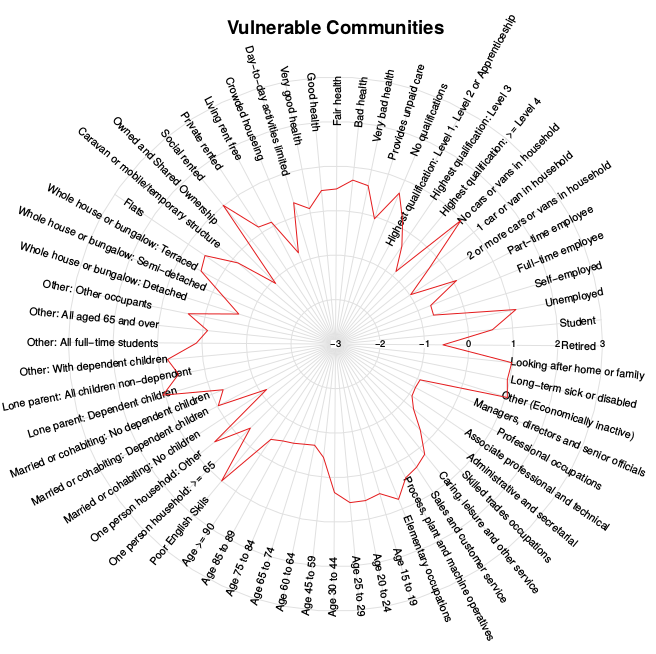 Vulnerable Communities
Fair health
Bad health
Very bad health
Provides unpaid care
No qualifications
Highest qualification: Level 1, Level 2 or Apprenticeship
Highest qualification: Level 3
Highest qualification: >= Level 4
No cars or vans in household
1 car or van in household
2 or more cars or vans in household
Part-time employee
Full-time employee
Self-employed
Unemployed
Student
Retired
Looking after home or family
Long-term sick or disabled
Other (Economically inactive)
Managers, directors and senior officials
Professional occupations
Associate professional and technical
Administrative and secretarial
Skilled trades occupations
Caring, leisure and other service
Sales and customer service
Process, plant and machine operatives
Elementary occupations
Age 15 to 19
Age 20 to 24
Age 25 to 29
Age 30 to 44
Age 45 to 59
Age 60 to 64
Age 65 to 74
Age 75 to 84
Age 85 to 89
Age >= 90
Poor English Skils
One person household: >= 65
One person household: Other
Married or cohabiting: No children
Married or cohabiting: Dependent children
Married or cohabiting: No dependent children
Lone parent: Dependent children
Lone parent: All children non-dependent
Other: With dependent children
Other: All full-time students
Other: All aged 65 and over
Other: Other occupants
Whole house or bungalow: Detached
Whole house or bungalow: Semi-detached
Whole house or bungalow: Terraced
Flats
Caravan or mobile/temporary structure
Owned and Shared Ownership
Social rented
Private rented
Living rent free
Crowded housing
Day-to-day activities limited
Very good health
Good health
-3
-2
-1
0
1
2
3